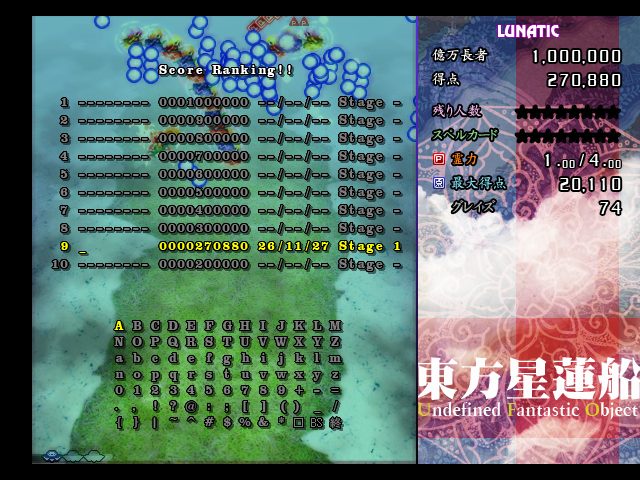 Score Ranking!!
1 -------- 0001000000 --/--/-- Stage -
2 -------- 0000900000 --/--/-- Stage -
3 -------- 0000800000 --/--/-- Stage -
4 -------- 0000700000 --/--/-- Stage -
5 -------- 0000600000 --/--/-- Stage -
6 -------- 0000500000 --/--/-- Stage -
7 -------- 0000400000 --/--/-- Stage -
8 -------- 0000300000 --/--/-- Stage -
9 _ 0000270880 26/11/27 Stage 1
10 -------- 0000200000 --/--/-- Stage -
A B C D E F G H I J K L M
N O P Q R S T U V W X Y Z
a b c d e f g h i j k l m
n o p q r s t u v w x y z
0 1 2 3 4 5 6 7 8 9 + - =
. , ! ? @ : ; [ ] ( ) _ /
{ } | ~ ^ # $ % & * □ BS 終
LUNATIC
億万長者 1,000,000
得点 270,880
残り人数 ★★★★★★★★
スペルカード ★★★★★★★★
P 霊力 1.00/4.00
点 最大得点 20,110
グレイズ 74
東方星蓮船
Undefined Fantastic Object